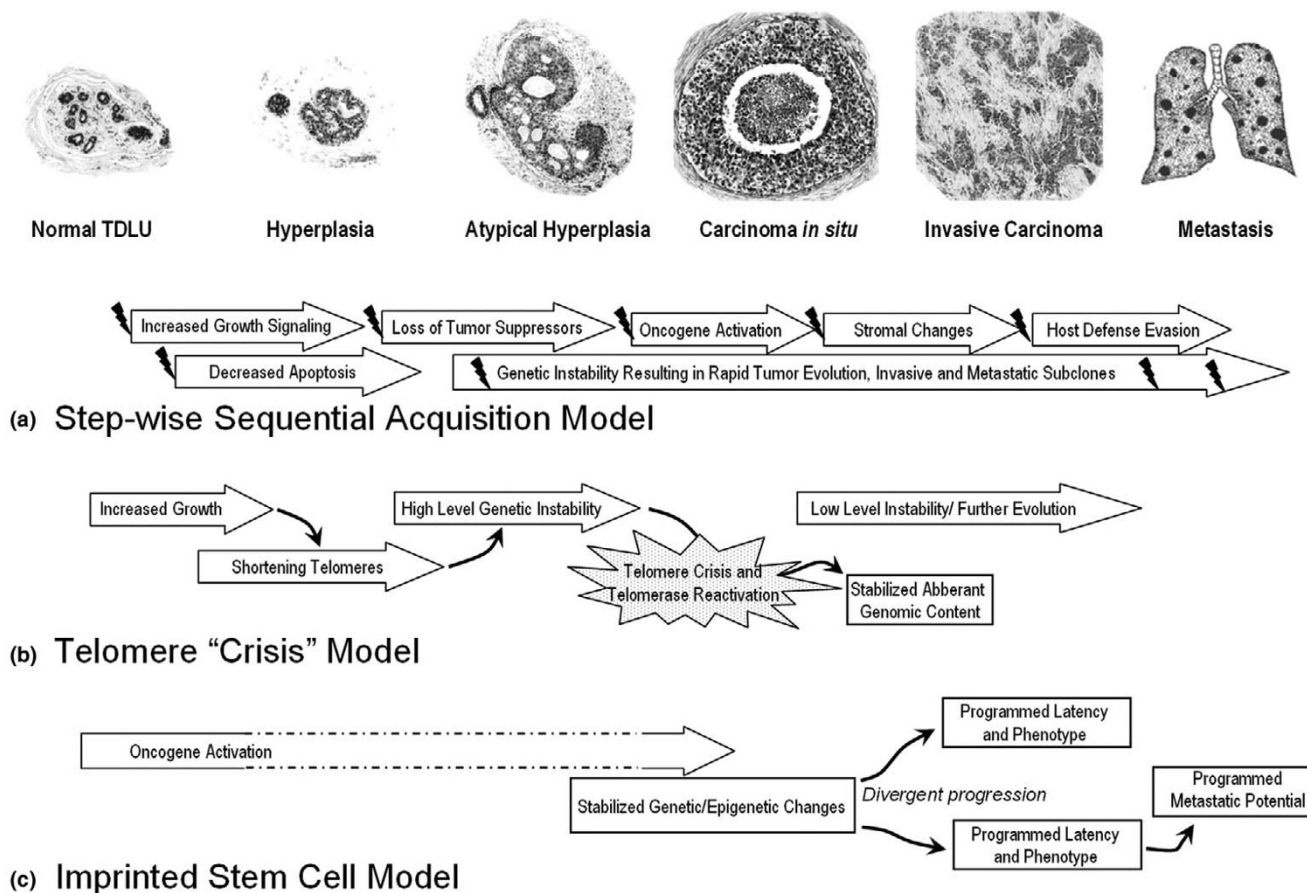 Normal TDLU
Hyperplasia
Atypical Hyperplasia
Carcinoma in situ
Invasive Carcinoma
Metastasis
Increased Growth Signaling
Loss of Tumor Suppressors
Oncogene Activation
Stromal Changes
Host Defense Evasion
Decreased Apoptosis
Genetic Instability Resulting in Rapid Tumor Evolution, Invasive and Metastatic Subclones
(a) Step-wise Sequential Acquisition Model
Increased Growth
High Level Genetic Instability
Low Level Instability/ Further Evolution
Shortening Telomeres
Telomere Crisis and
Telomerase Reactivation
Stabilized Aberrant
Genomic Content
(b) Telomere “Crisis” Model
Oncogene Activation
Programmed Latency
and Phenotype
Stabilized Genetic/Epigenetic Changes
Divergent progression
Programmed
Metastatic Potential
Programmed Latency
and Phenotype
(c) Imprinted Stem Cell Model